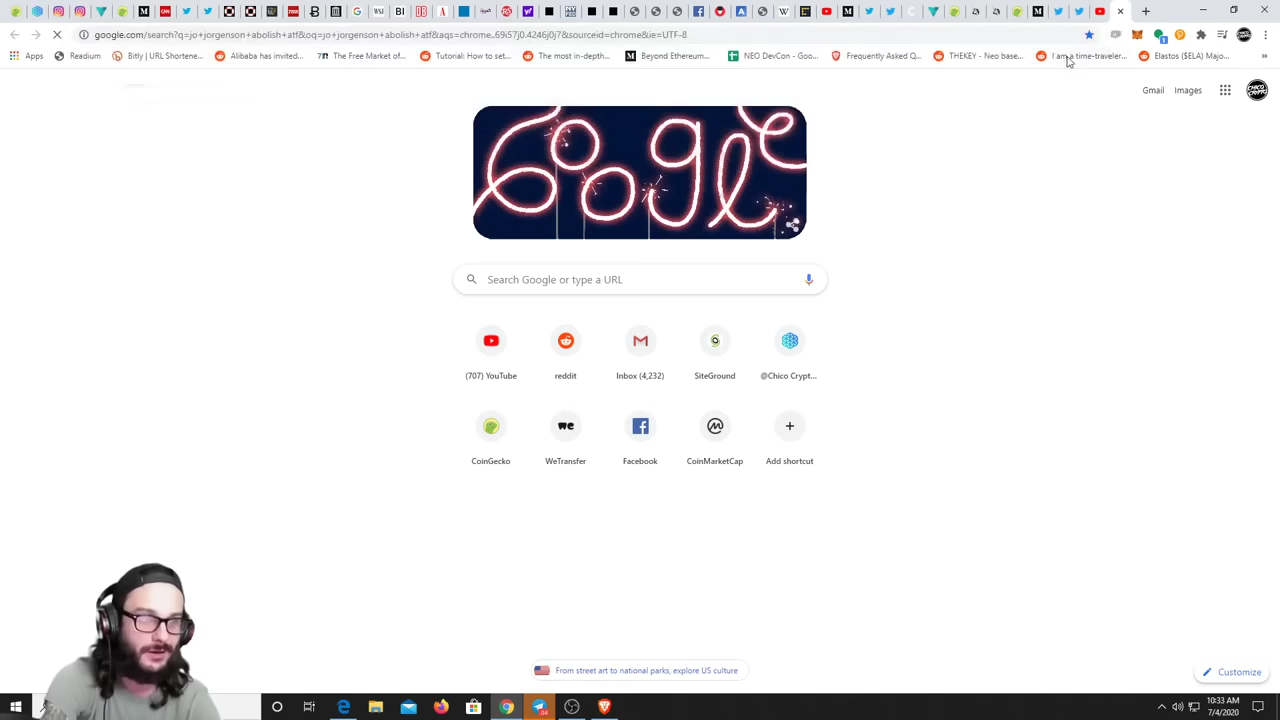 google.com/search?q=jo+jorgenson+abolish+atf&oq=jo+jorgenson+abolish+atf&aqs=chrome..69i57j0.4246j0j7&sourceid=chrome&ie=UTF-8
Apps Readium Bitly | URL Shortene... Alibaba has invited... The Free Market of... Tutorial: How to set... The most in-depth... Beyond Ethereum... NEO DevCon - Goo... Frequently Asked Q... THEKEY - Neo base... I am a time-traveler... Elastos ($ELA) Majo... »
Gmail Images
Google
Search Google or type a URL
(707) YouTube reddit Inbox (4,232) SiteGround @Chico Crypt...
CoinGecko WeTransfer Facebook CoinMarketCap Add shortcut
From street art to national parks, explore US culture
Customize
10:33 AM
7/4/2020